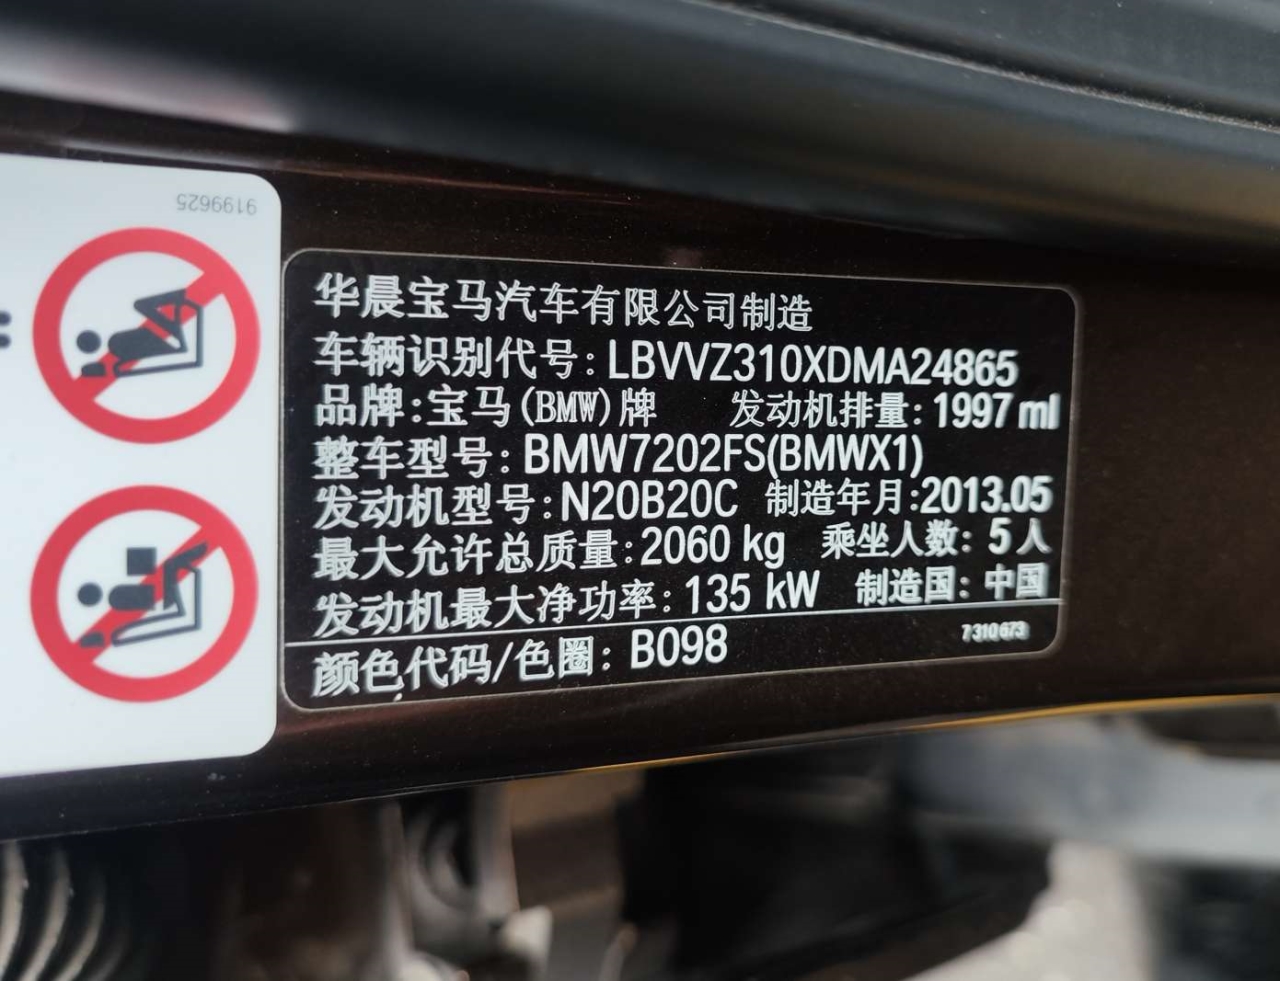 9199625
华晨宝马汽车有限公司制造
车辆识别代号: LBVVZ310XDMA24865
品牌:宝马(BMW)牌 发动机排量: 1997 ml
整车型号: BMW7202FS(BMWX1)
发动机型号: N20B20C 制造年月:2013.05
最大允许总质量: 2060 kg 乘坐人数: 5人
发动机最大净功率: 135 kW 制造国: 中国
颜色代码/色圈: B098 7310673